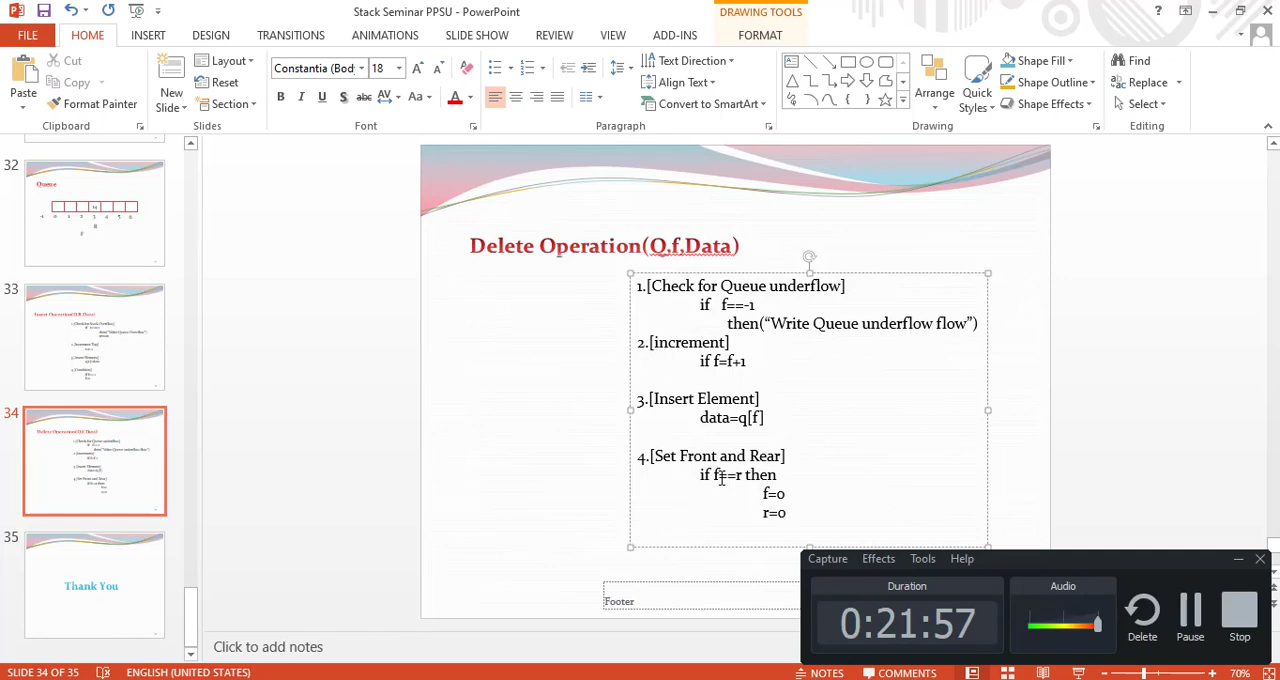 Stack Seminar PPSU - PowerPoint
DRAWING TOOLS
FILE HOME INSERT DESIGN TRANSITIONS ANIMATIONS SLIDE SHOW REVIEW VIEW ADD-INS FORMAT
Paste
Cut
Copy
Format Painter
Clipboard
New Slide
Layout
Reset
Section
Slides
Constantia (Bod 18
B I U S abc AV Aa A
Font
Paragraph
Text Direction
Align Text
Convert to SmartArt
Arrange
Quick Styles
Shape Fill
Shape Outline
Shape Effects
Drawing
Find
Replace
Select
Editing
32
Queue
33
34
Delete Operation(Q,f,Data)
35
Thank You
Delete Operation(Q,f,Data)
1.[Check for Queue underflow]
if f==-1
then(“Write Queue underflow flow”)
2.[increment]
if f=f+1
3.[Insert Element]
data=q[f]
4.[Set Front and Rear]
if f==r then
f=0
r=0
Footer
Capture Effects Tools Help
Duration
0:21:57
Audio
Delete
Pause
Stop
Click to add notes
SLIDE 34 OF 35 ENGLISH (UNITED STATES) NOTES COMMENTS 70%